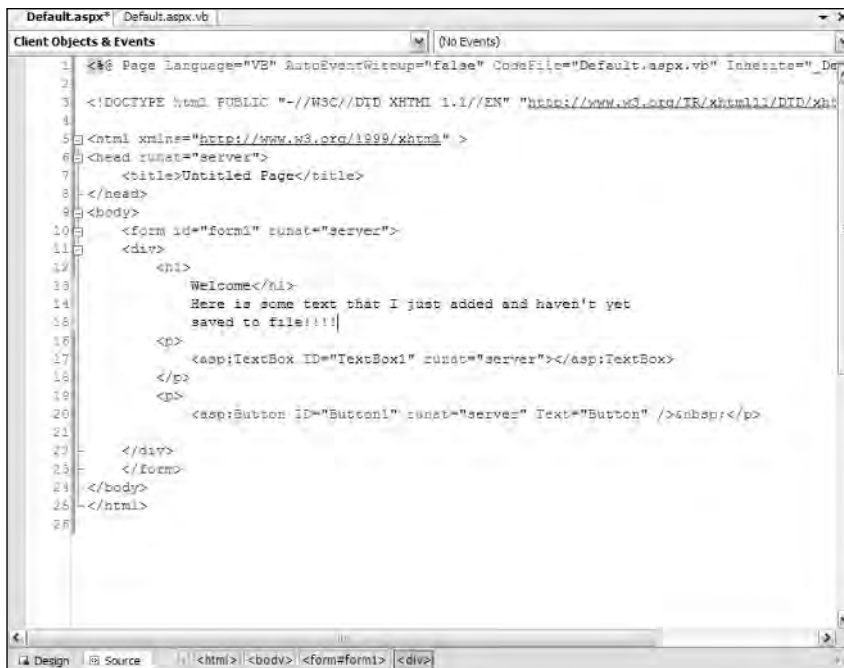 Default.aspx* Default.aspx.vb
Client Objects & Events (No Events)
1 <%@ Page Language="VB" AutoEventWireup="false" CodeFile="Default.aspx.vb" Inherits="_De
2
3 <!DOCTYPE html PUBLIC "-//W3C//DTD XHTML 1.1//EN" "http://www.w3.org/TR/xhtml11/DTD/xht
4
5 <html xmlns="http://www.w3.org/1999/xhtml" >
6 <head runat="server">
7 <title>Untitled Page</title>
8 </head>
9 <body>
10 <form id="form1" runat="server">
11 <div>
12 <h1>
13 Welcome</h1>
14 Here is some text that I just added and haven't yet
15 saved to file!!!!
16 <p>
17 <asp:TextBox ID="TextBox1" runat="server"></asp:TextBox>
18 </p>
19 <p>
20 <asp:Button ID="Button1" runat="server" Text="Button" />&nbsp;</p>
21
22 </div>
23 </form>
24 </body>
25 </html>
26
Design Source <html> <body> <form#form1> <div>